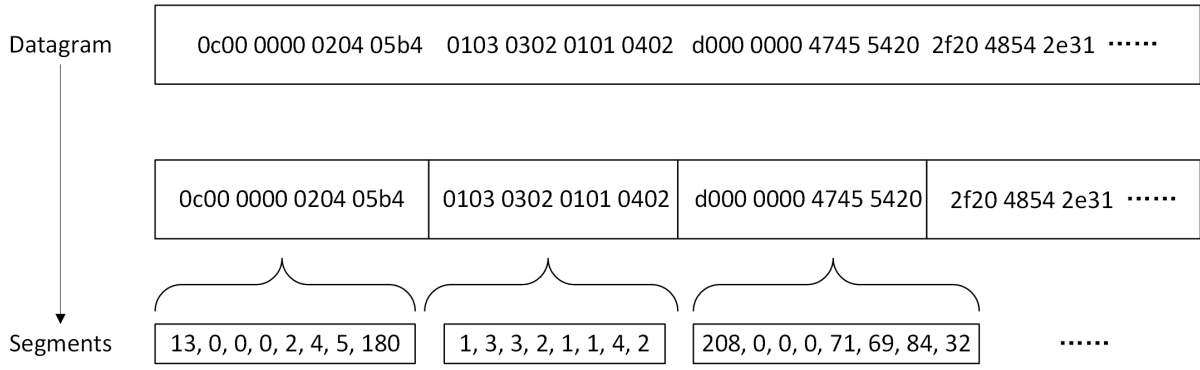 Datagram 0c00 0000 0204 05b4 0103 0302 0101 0402 d000 0000 4745 5420 2f20 4854 2e31 ······
0c00 0000 0204 05b4 0103 0302 0101 0402 d000 0000 4745 5420 2f20 4854 2e31 ······
Segments 13, 0, 0, 0, 2, 4, 5, 180 1, 3, 3, 2, 1, 1, 4, 2 208, 0, 0, 0, 71, 69, 84, 32 ······